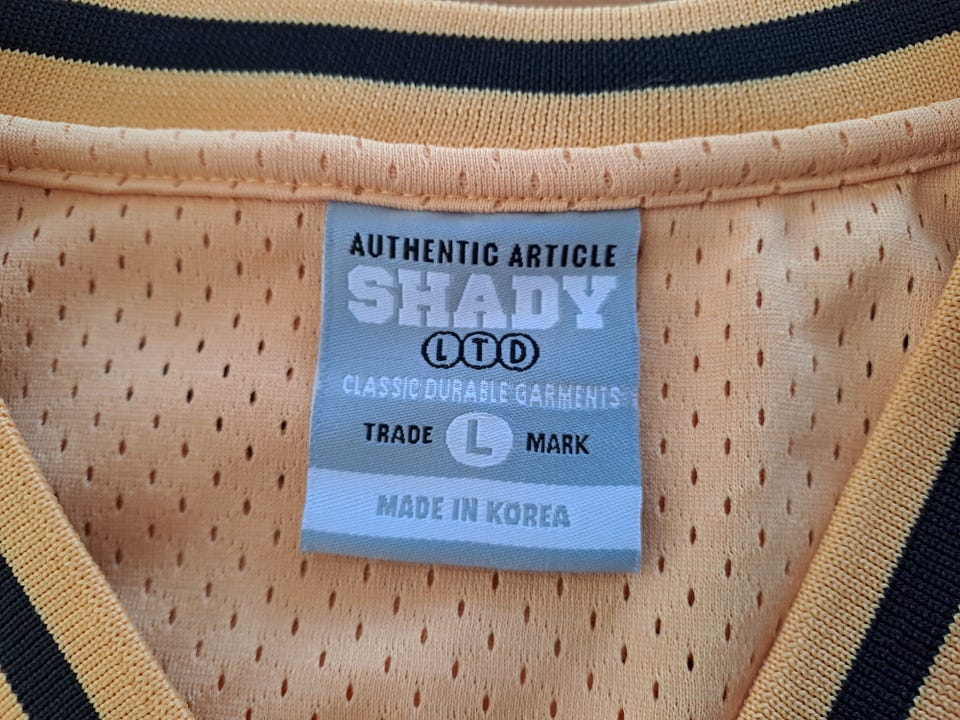 AUTHENTIC ARTICLE
SHADY
LTD
CLASSIC DURABLE GARMENTS
TRADE L MARK
MADE IN KOREA